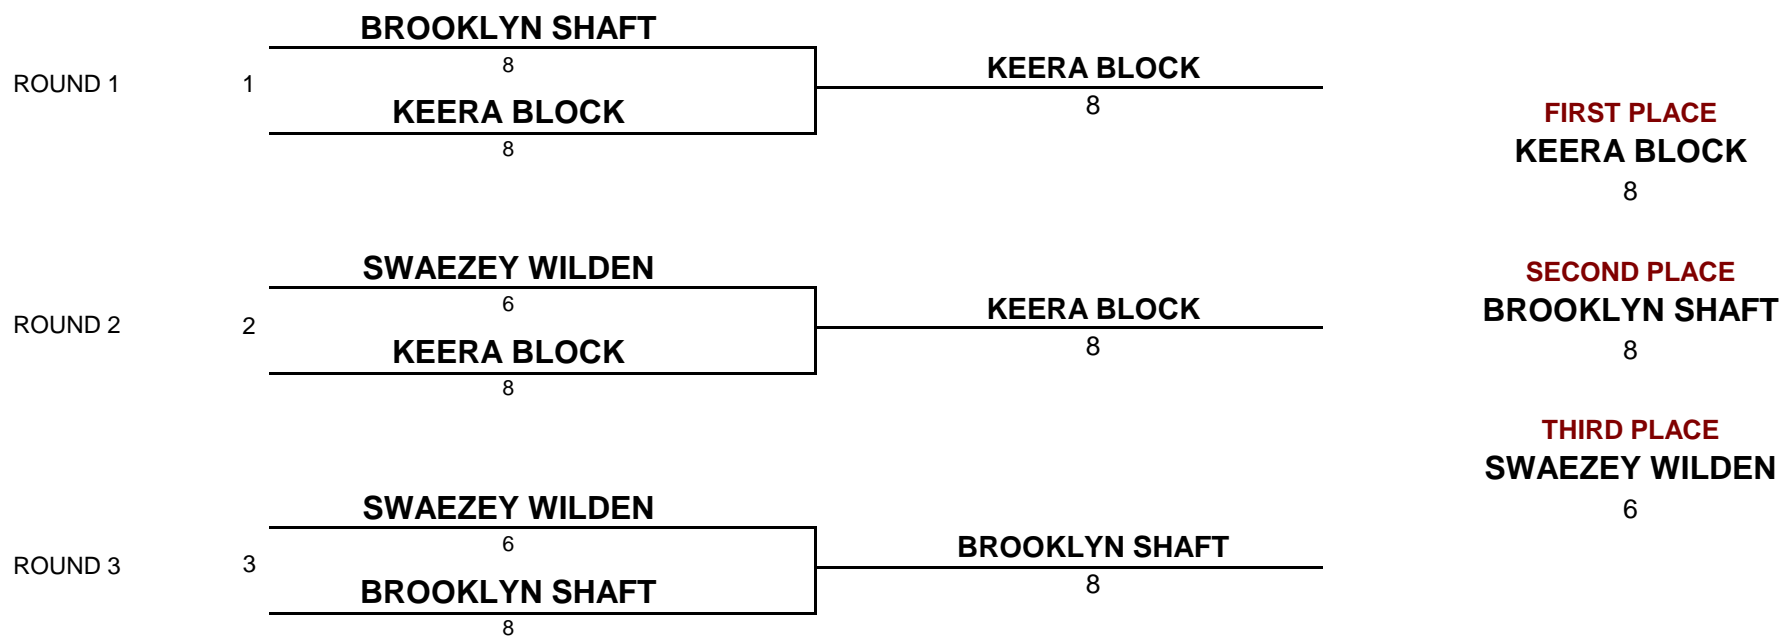 ROUND 1
1
BROOKLYN SHAFT
8
KEERA BLOCK
8
KEERA BLOCK
8
ROUND 2
2
SWAEZEY WILDEN
6
KEERA BLOCK
8
KEERA BLOCK
8
ROUND 3
3
SWAEZEY WILDEN
6
BROOKLYN SHAFT
8
BROOKLYN SHAFT
8
FIRST PLACE
KEERA BLOCK
8
SECOND PLACE
BROOKLYN SHAFT
8
THIRD PLACE
SWAEZEY WILDEN
6